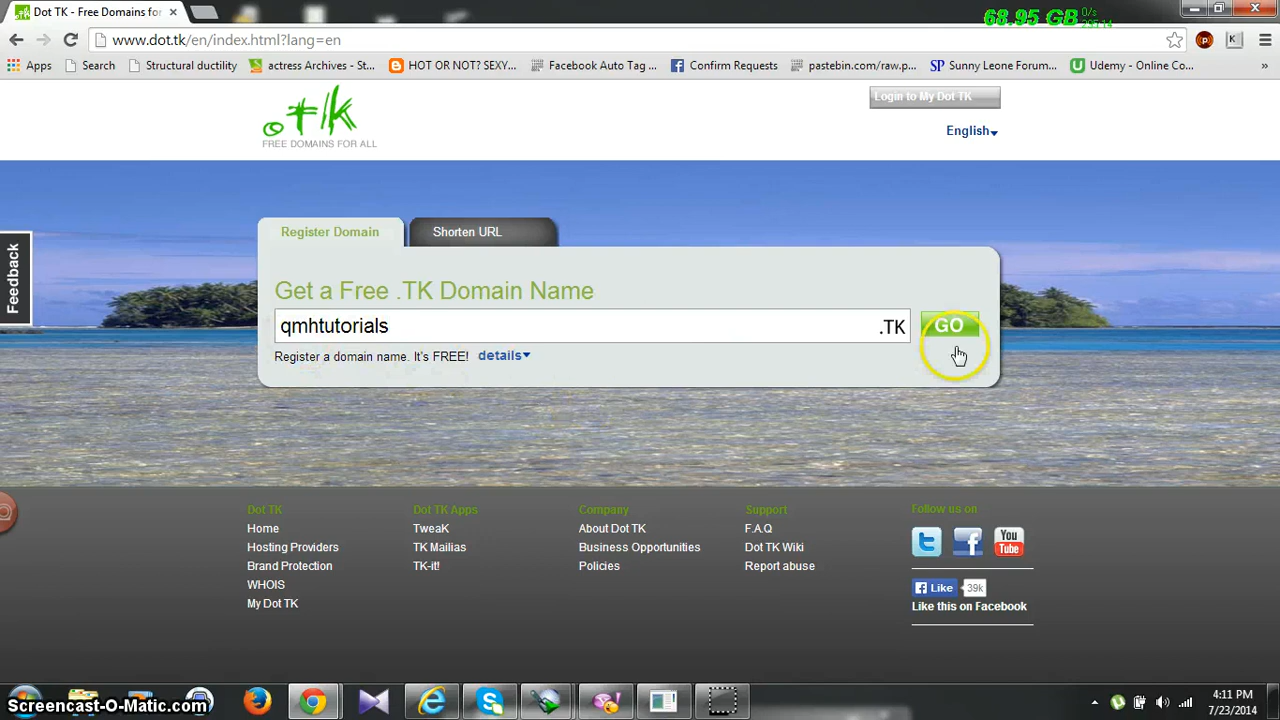 Dot TK - Free Domains for
68.95 GB 0/s
www.dot.tk/en/index.html?lang=en
Apps Search Structural ductility actress Archives - St... HOT OR NOT? SEXY... Facebook Auto Tag ... Confirm Requests pastebin.com/raw.p... SP Sunny Leone Forum... Udemy - Online Co... »
.TK
FREE DOMAINS FOR ALL
Login to My Dot TK
English
Feedback
Register Domain Shorten URL
Get a Free .TK Domain Name
qmhtutorials .TK GO
Register a domain name. It's FREE! details
Dot TK Dot TK Apps Company Support Follow us on
Home TweaK About Dot TK F.A.Q
Hosting Providers TK Mailias Business Opportunities Dot TK Wiki You Tube
Brand Protection TK-it! Policies Report abuse
WHOIS Like 39k
My Dot TK Like this on Facebook
4:11 PM
7/23/2014
Screencast-O-Matic.com